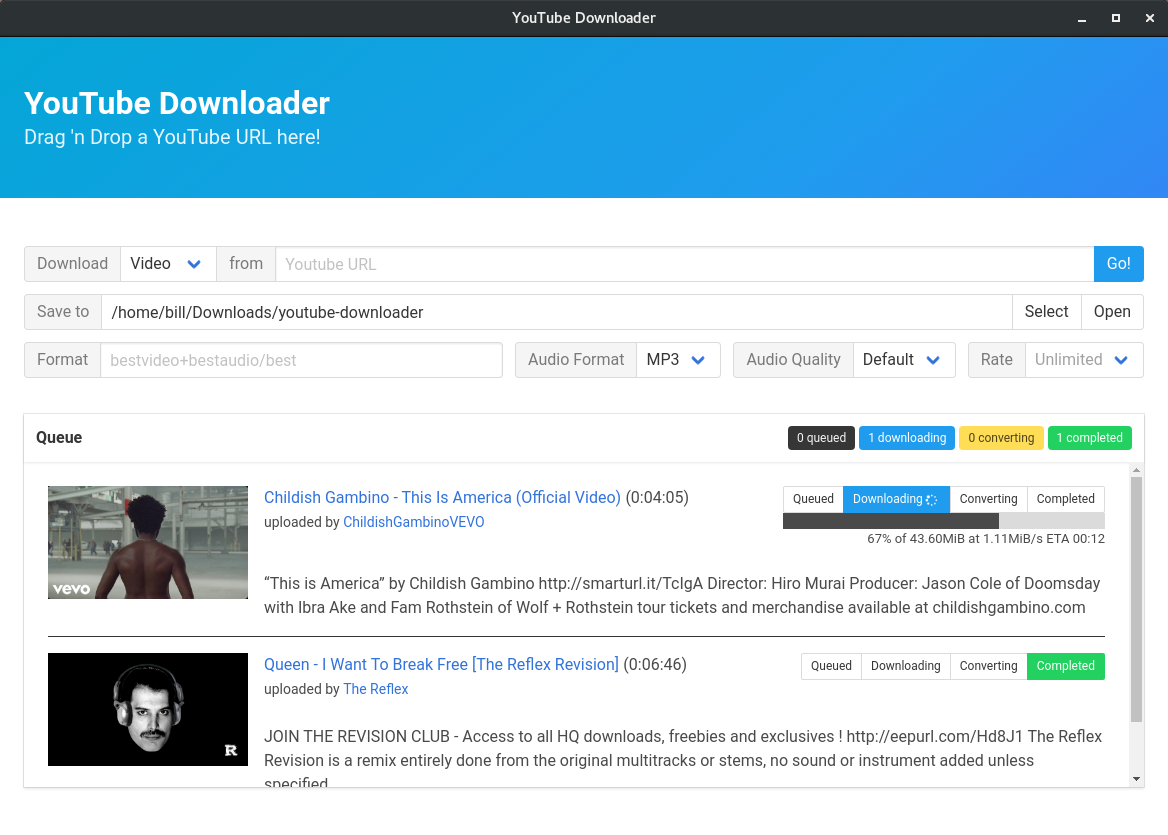 YouTube Downloader
YouTube Downloader
Drag 'n Drop a YouTube URL here!
Download Video from Youtube URL Go!
Save to /home/bill/Downloads/youtube-downloader Select Open
Format bestvideo+bestaudio/best Audio Format MP3 Audio Quality Default Rate Unlimited
Queue 0 queued 1 downloading 0 converting 1 completed
Childish Gambino - This Is America (Official Video) (0:04:05) Queued Downloading Converting Completed
uploaded by ChildishGambinoVEVO
67% of 43.60MiB at 1.11MiB/s ETA 00:12
vevo
“This is America” by Childish Gambino http://smarturl.it/TcIgA Director: Hiro Murai Producer: Jason Cole of Doomsday
with Ibra Ake and Fam Rothstein of Wolf + Rothstein tour tickets and merchandise available at childishgambino.com
Queen - I Want To Break Free [The Reflex Revision] (0:06:46) Queued Downloading Converting Completed
uploaded by The Reflex
R
JOIN THE REVISION CLUB - Access to all HQ downloads, freebies and exclusives ! http://eepurl.com/Hd8J1 The Reflex
Revision is a remix entirely done from the original multitracks or stems, no sound or instrument added unless
specified